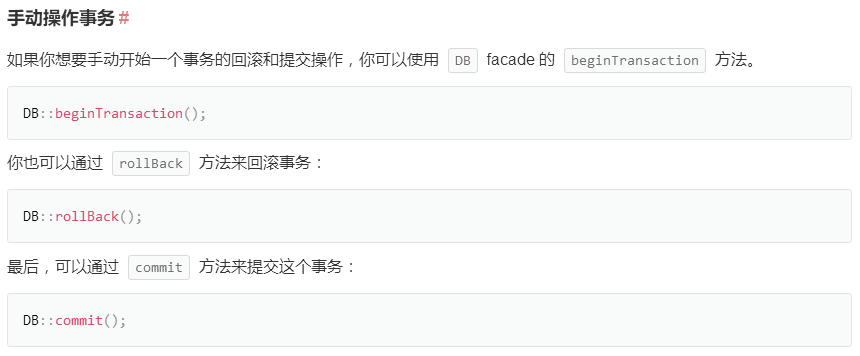 手动操作事务#
如果你想要手动开始一个事务的回滚和提交操作，你可以使用 DB facade 的 beginTransaction 方法。
DB::beginTransaction();
你也可以通过 rollBack 方法来回滚事务：
DB::rollBack();
最后，可以通过 commit 方法来提交这个事务：
DB::commit();